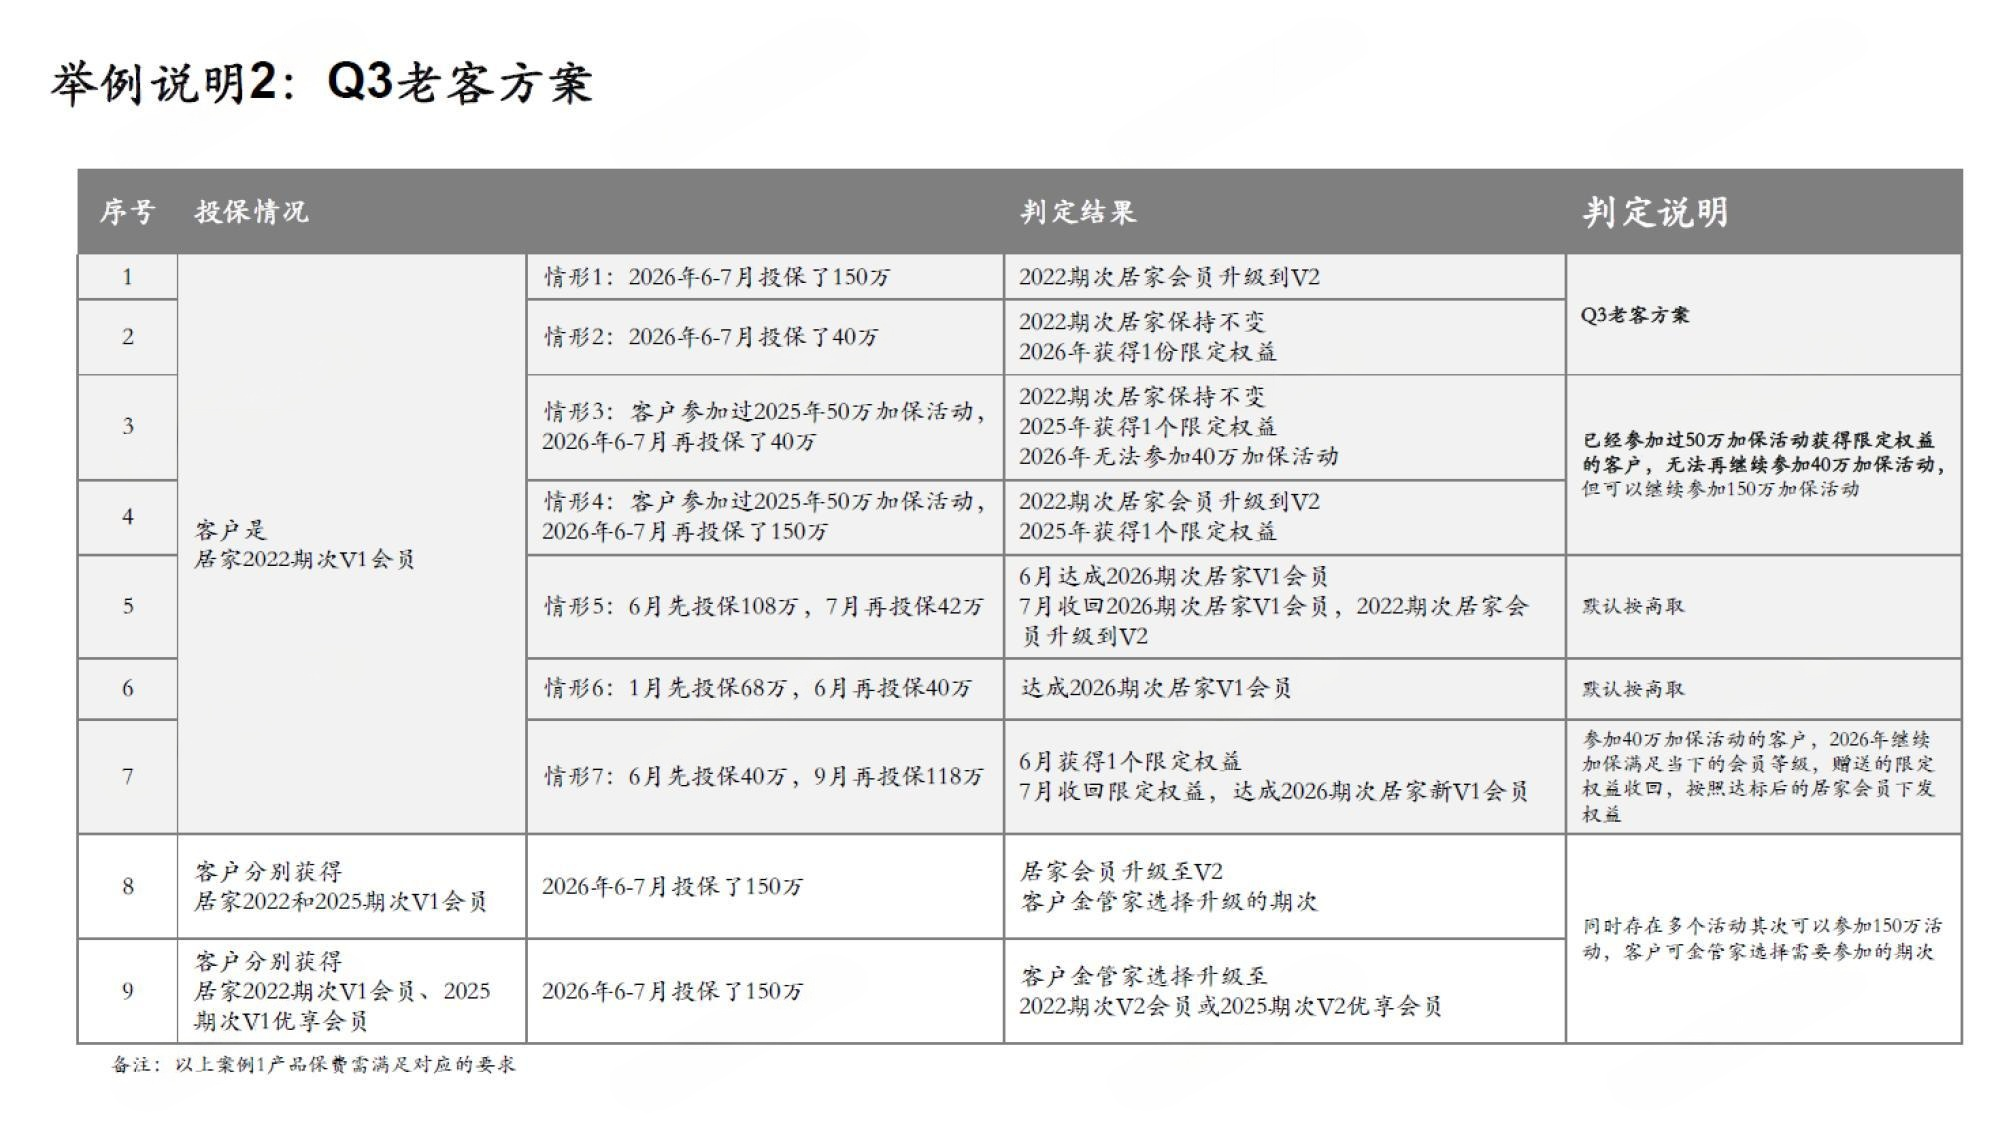 举例说明2：Q3老客方案
序号
投保情况
判定结果
判定说明
1
客户是
居家2022期次V1会员
情形1：2026年6-7月投保了150万
2022期次居家会员升级到V2
Q3老客方案
2
情形2：2026年6-7月投保了40万
2022期次居家保持不变
2026年获得1份限定权益
3
情形3：客户参加过2025年50万加保活动，
2026年6-7月再投保了40万
2022期次居家保持不变
2025年获得1个限定权益
2026年无法参加40万加保活动
已经参加过50万加保活动获得限定权益
的客户，无法再继续参加40万加保活动，
但可以继续参加150万加保活动
4
情形4：客户参加过2025年50万加保活动，
2026年6-7月再投保了150万
2022期次居家会员升级到V2
2025年获得1个限定权益
5
情形5：6月先投保108万，7月再投保42万
6月达成2026期次居家V1会员
7月收回2026期次居家V1会员，2022期次居家会
员升级到V2
默认按高取
6
情形6：1月先投保68万，6月再投保40万
达成2026期次居家V1会员
默认按高取
7
情形7：6月先投保40万，9月再投保118万
6月获得1个限定权益
7月收回限定权益，达成2026期次居家新V1会员
参加40万加保活动的客户，2026年继续
加保满足当下的会员等级，赠送的限定
权益收回，按照达标后的居家会员下发
权益
8
客户分别获得
居家2022和2025期次V1会员
2026年6-7月投保了150万
居家会员升级至V2
客户金管家选择升级的期次
同时存在多个活动其次可以参加150万活
动，客户可金管家选择需要参加的期次
9
客户分别获得
居家2022期次V1会员、2025
期次V1优享会员
2026年6-7月投保了150万
客户金管家选择升级至
2022期次V2会员或2025期次V2优享会员
备注：以上案例1产品保费需满足对应的要求